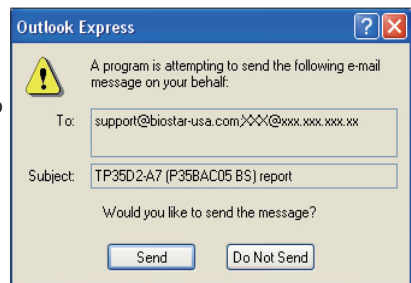 Outlook Express
A program is attempting to send the following e-mail
message on your behalf:
To: support@biostar-usa.com;XXX@xxx.xxx.xxx.xx
Subject: TP35D2-A7 (P35BAC05 BS) report
Would you like to send the message?
Send Do Not Send